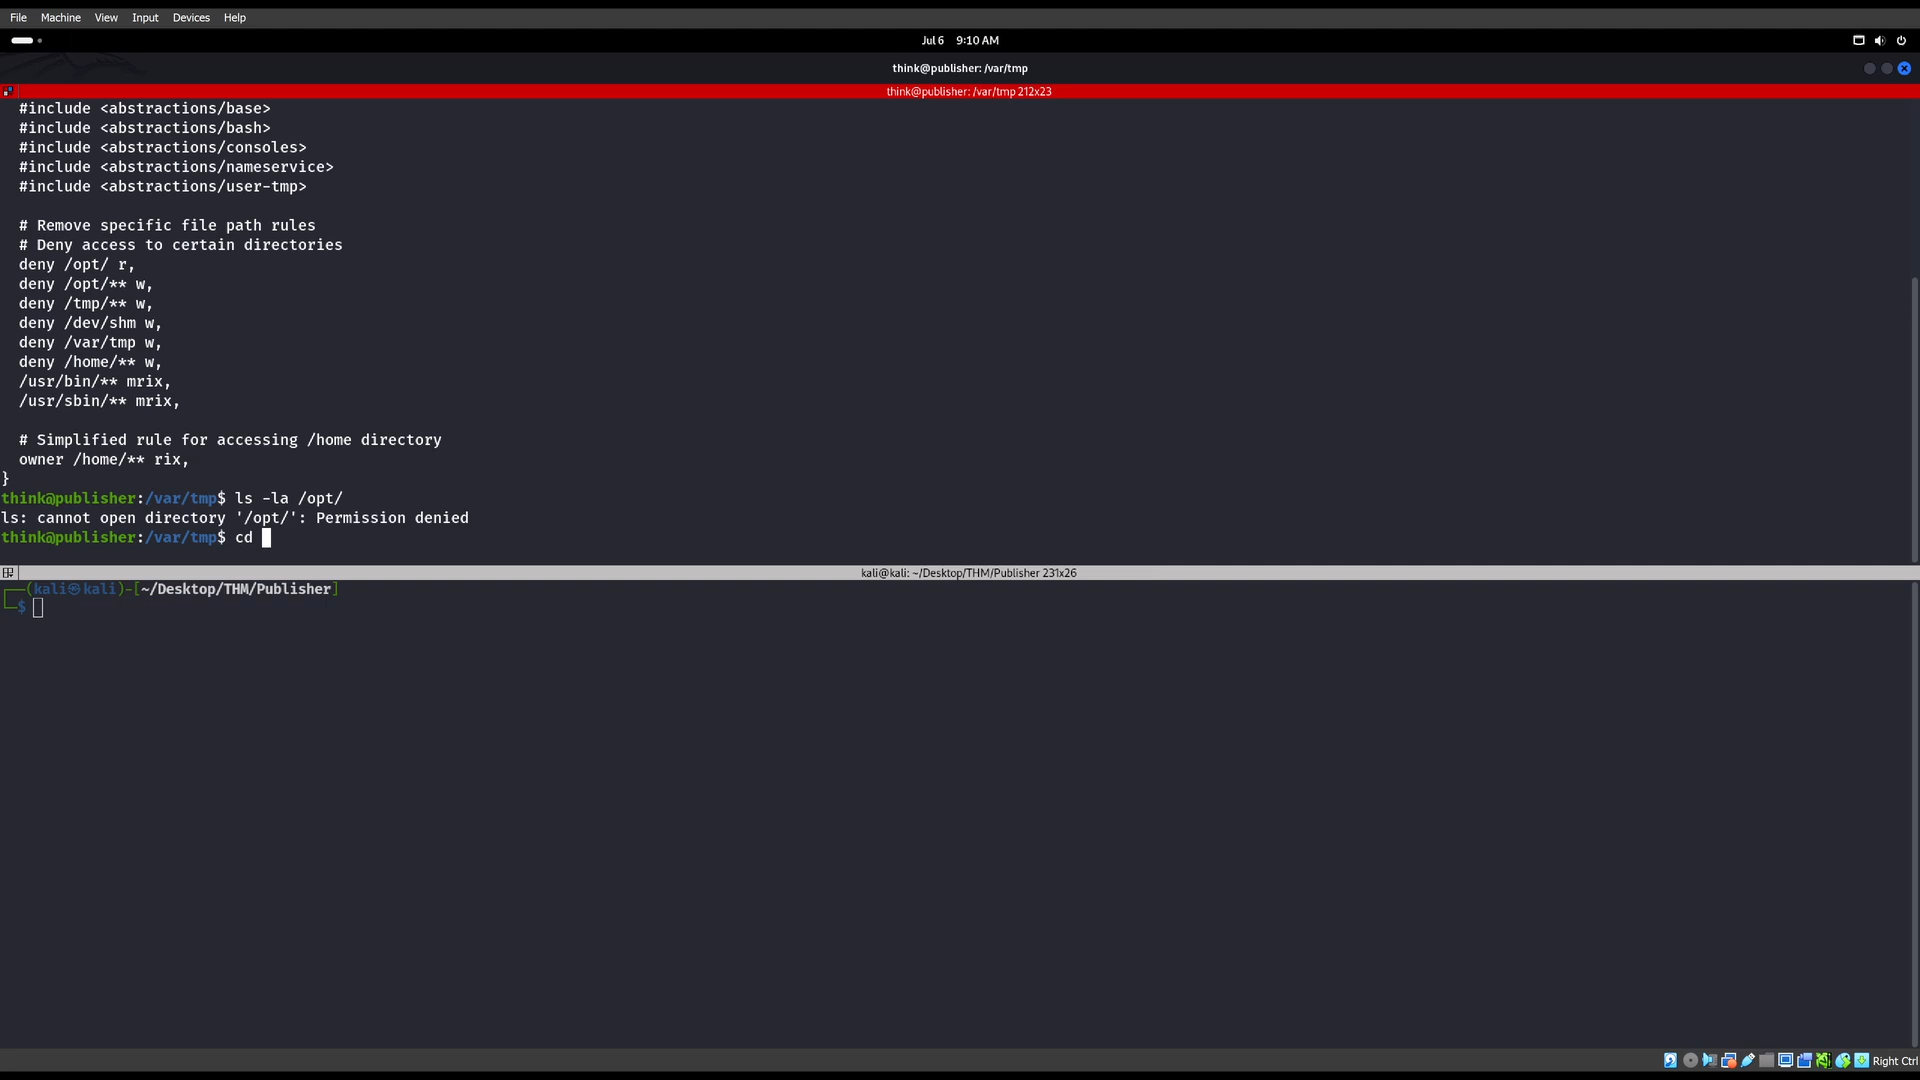 File Machine View Input Devices Help
Jul 6 9:10 AM
think@publisher: /var/tmp
think@publisher: /var/tmp 212x23
#include <abstractions/base>
#include <abstractions/bash>
#include <abstractions/consoles>
#include <abstractions/nameservice>
#include <abstractions/user-tmp>
# Remove specific file path rules
# Deny access to certain directories
deny /opt/ r,
deny /opt/** w,
deny /tmp/** w,
deny /dev/shm w,
deny /var/tmp w,
deny /home/** w,
/usr/bin/** mrix,
/usr/sbin/** mrix,
# Simplified rule for accessing /home directory
owner /home/** rix,
}
think@publisher:/var/tmp$ ls -la /opt/
ls: cannot open directory '/opt/': Permission denied
think@publisher:/var/tmp$ cd
kali@kali: ~/Desktop/THM/Publisher 231x26
┌──(kali㉿kali)-[~/Desktop/THM/Publisher]
└─$
Right Ctrl